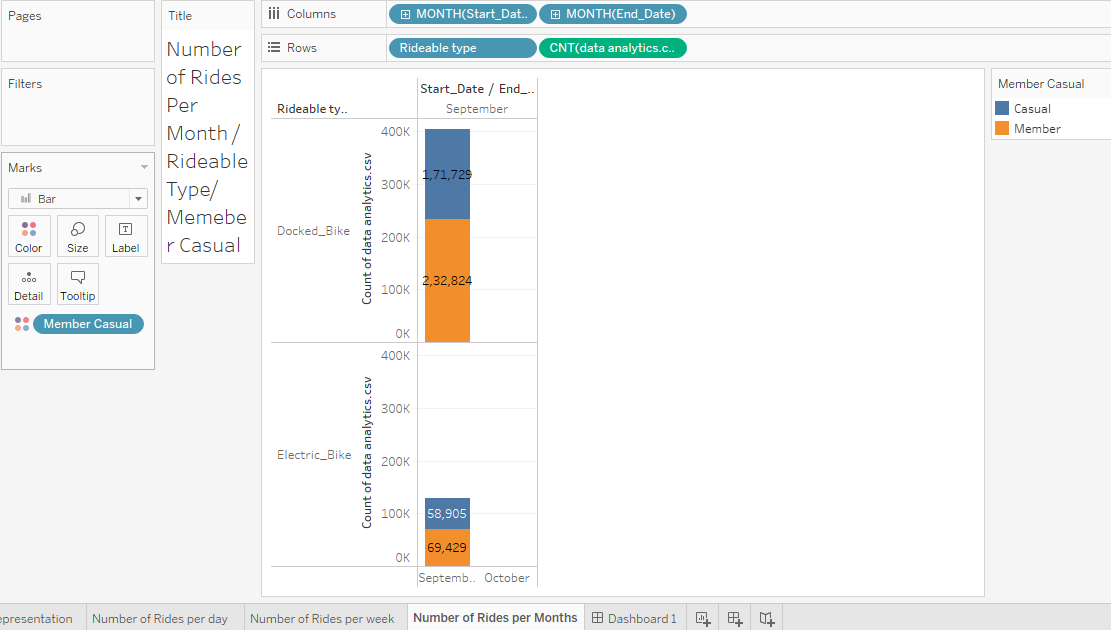 Pages
Title
Columns
MONTH(Start_Dat..
MONTH(End_Date)
Rows
Rideable type
CNT(data analytics.c..
Number
of Rides
Per
Month /
Rideable
Type/
Memebe
r Casual
Filters
Marks
Bar
Color
Size
Label
Detail
Tooltip
Member Casual
Start_Date / End_..
Rideable ty..
September
400K
300K
200K
100K
0K
Count of data analytics.csv
Docked_Bike
1,71,729
2,32,824
400K
300K
200K
100K
0K
Count of data analytics.csv
Electric_Bike
58,905
69,429
Septemb..
October
Member Casual
Casual
Member
epresentation
Number of Rides per day
Number of Rides per week
Number of Rides per Months
Dashboard 1